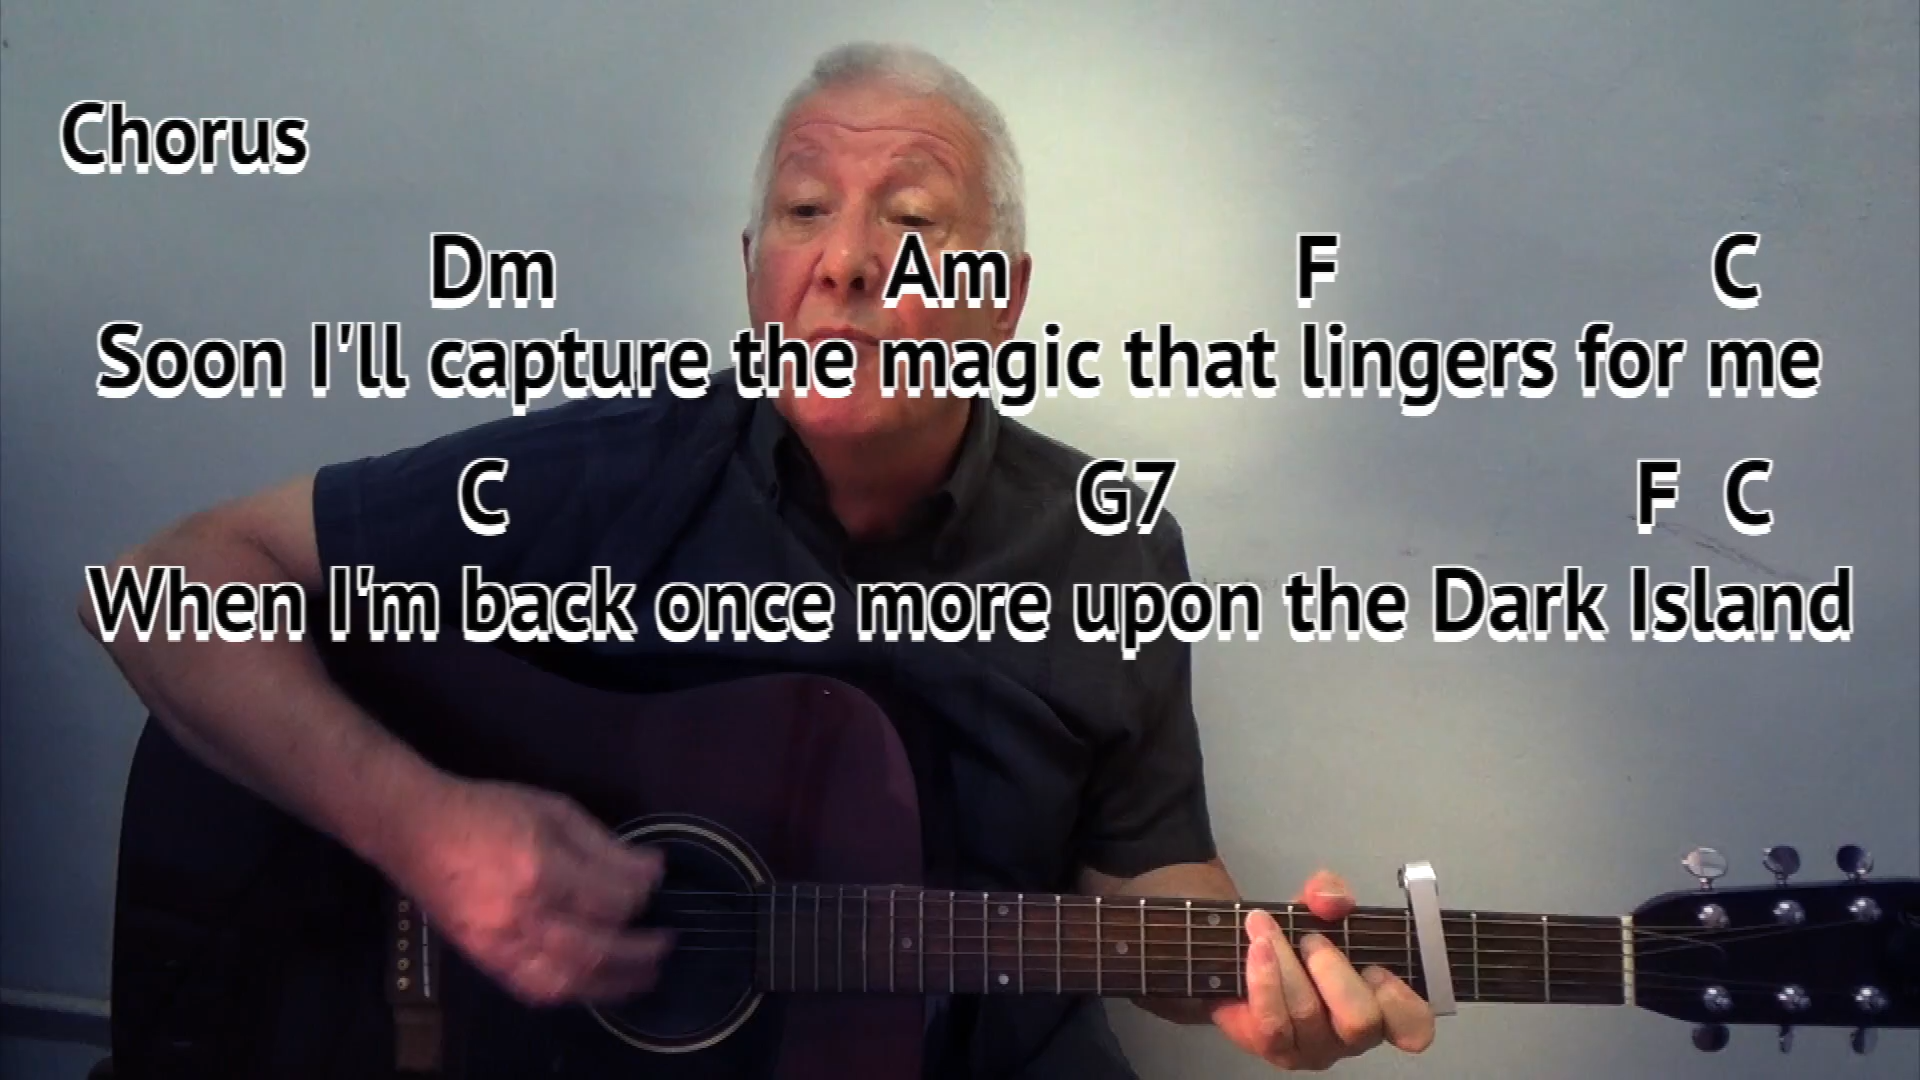 Chorus
Dm Am F C
Soon I'll capture the magic that lingers for me
C G7 F C
When I'm back once more upon the Dark Island